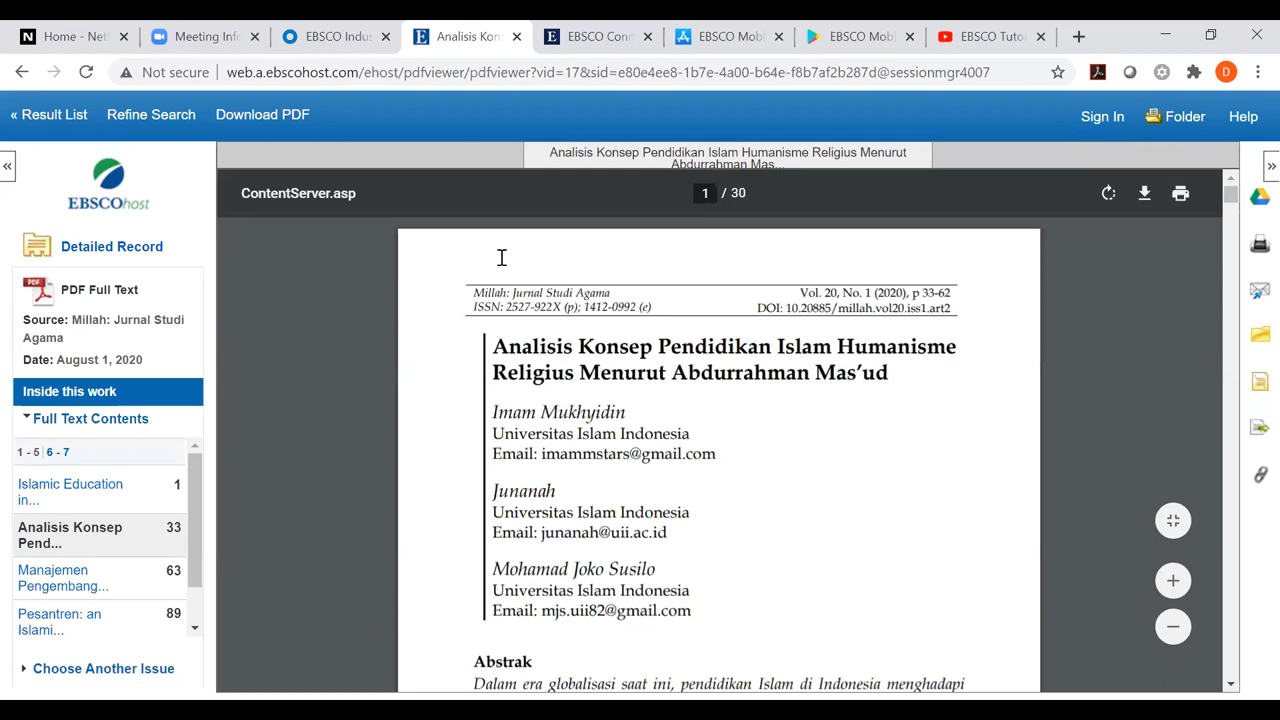 Home - Net
Meeting Info
EBSCO Indus
Analisis Kon
EBSCO Conn
EBSCO Mobi
EBSCO Mobi
EBSCO Tuto
Not secure
web.a.ebscohost.com/ehost/pdfviewer/pdfviewer?vid=17&sid=e80e4ee8-1b7e-4a00-b64e-f8b7af2b287d@sessionmgr4007
D
« Result List
Refine Search
Download PDF
Sign In
Folder
Help
Analisis Konsep Pendidikan Islam Humanisme Religius Menurut
Abdurrahman Mas...
EBSCOhost
Detailed Record
PDF Full Text
Source: Millah: Jurnal Studi
Agama
Date: August 1, 2020
Inside this work
Full Text Contents
1 - 5 | 6 - 7
Islamic Education 1
in...
Analisis Konsep 33
Pend...
Manajemen 63
Pengembang...
Pesantren: an 89
Islami...
Choose Another Issue
ContentServer.asp
1 / 30
Millah: Jurnal Studi Agama
ISSN: 2527-922X (p); 1412-0992 (e)
Vol. 20, No. 1 (2020), p 33-62
DOI: 10.20885/millah.vol20.iss1.art2
Analisis Konsep Pendidikan Islam Humanisme
Religius Menurut Abdurrahman Mas'ud
Imam Mukhyidin
Universitas Islam Indonesia
Email: imammstars@gmail.com
Junanah
Universitas Islam Indonesia
Email: junanah@uii.ac.id
Mohamad Joko Susilo
Universitas Islam Indonesia
Email: mjs.uii82@gmail.com
Abstrak
Dalam era globalisasi saat ini, pendidikan Islam di Indonesia menghadapi